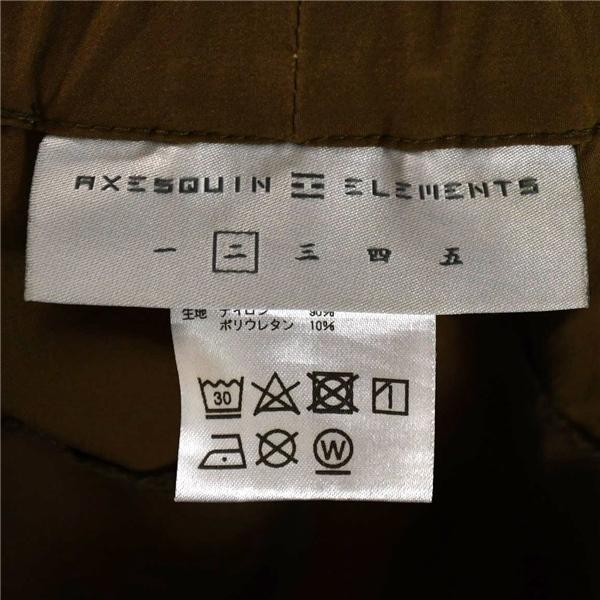 AXESQUIN ELEMENTS
一 二 三 四 五
生地 ナイロン 90%
ポリウレタン 10%
30
W